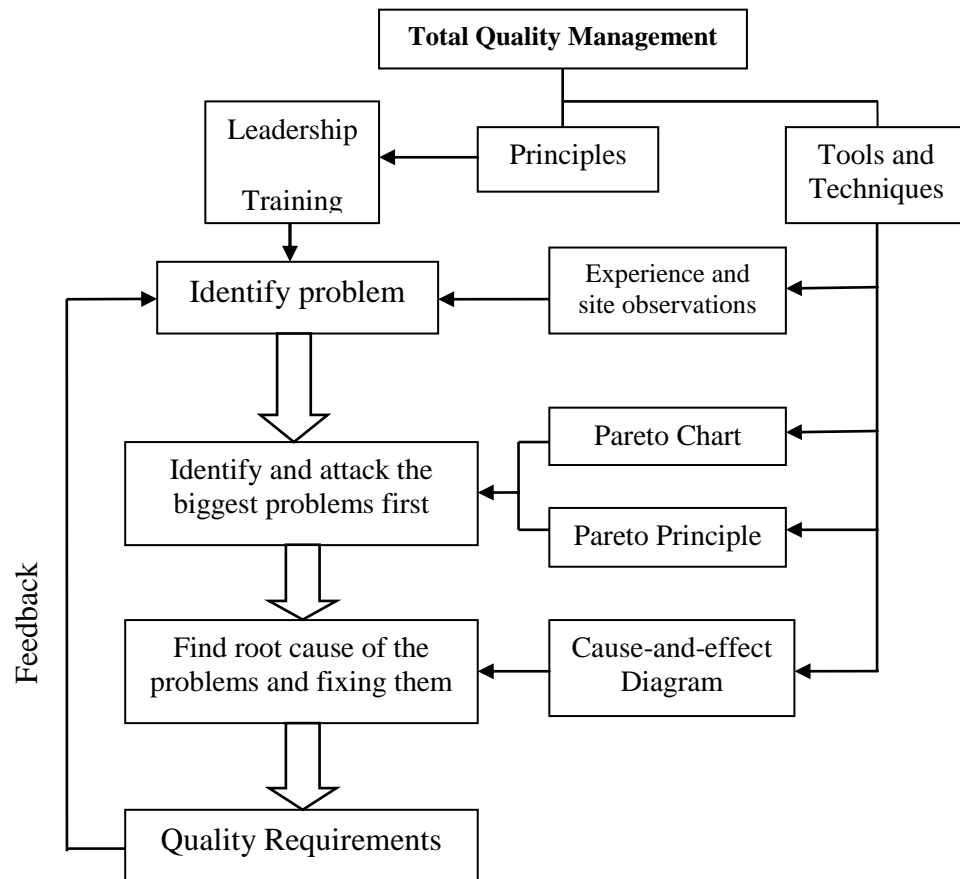 Total Quality Management
Leadership
Training
Principles
Tools and
Techniques
Identify problem
Experience and
site observations
Identify and attack the
biggest problems first
Pareto Chart
Pareto Principle
Feedback
Find root cause of the
problems and fixing them
Cause-and-effect
Diagram
Quality Requirements